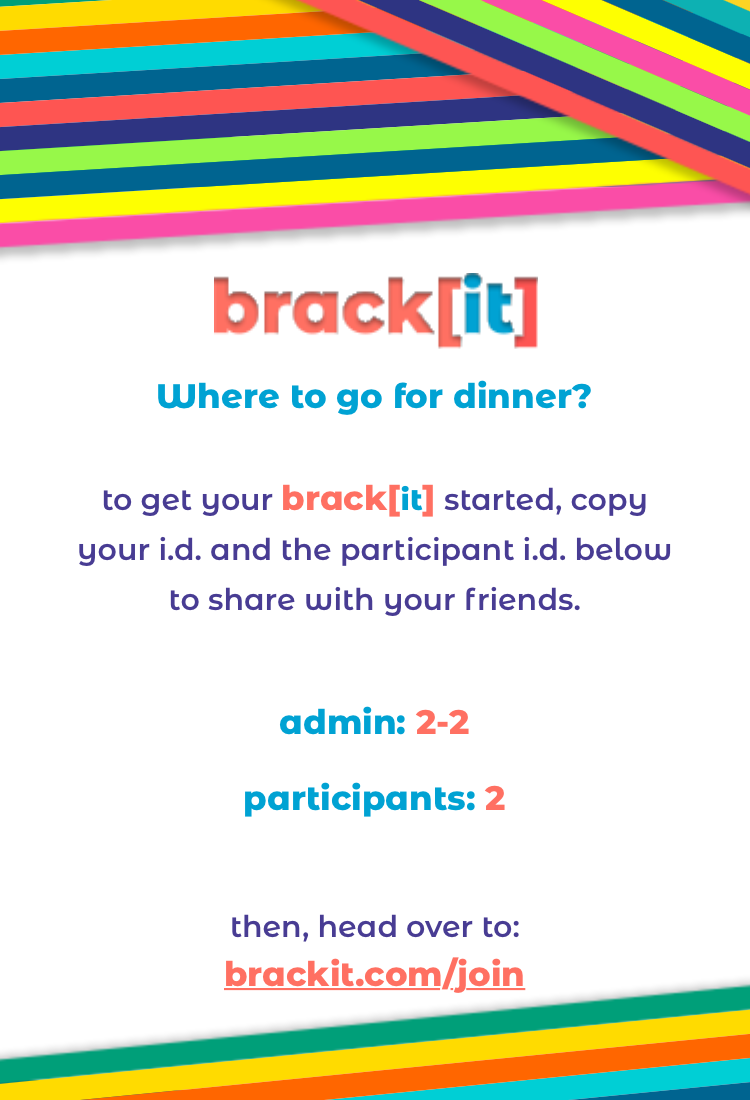 brack[it]
Where to go for dinner?
to get your brack[it] started, copy
your i.d. and the participant i.d. below
to share with your friends.
admin: 2-2
participants: 2
then, head over to:
brackit.com/join